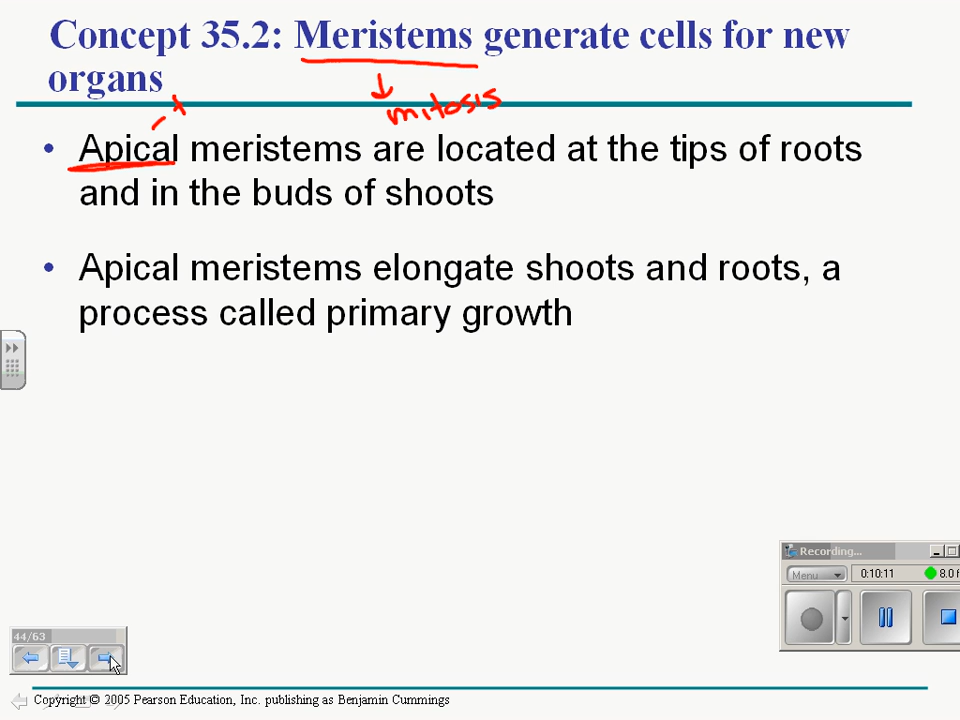 Concept 35.2: Meristems generate cells for new
organs
mitosis
• Apical meristems are located at the tips of roots
and in the buds of shoots
• Apical meristems elongate shoots and roots, a
process called primary growth
Recording...
Menu
0:10:11
8.0 f
44/63
Copyright © 2005 Pearson Education, Inc. publishing as Benjamin Cummings